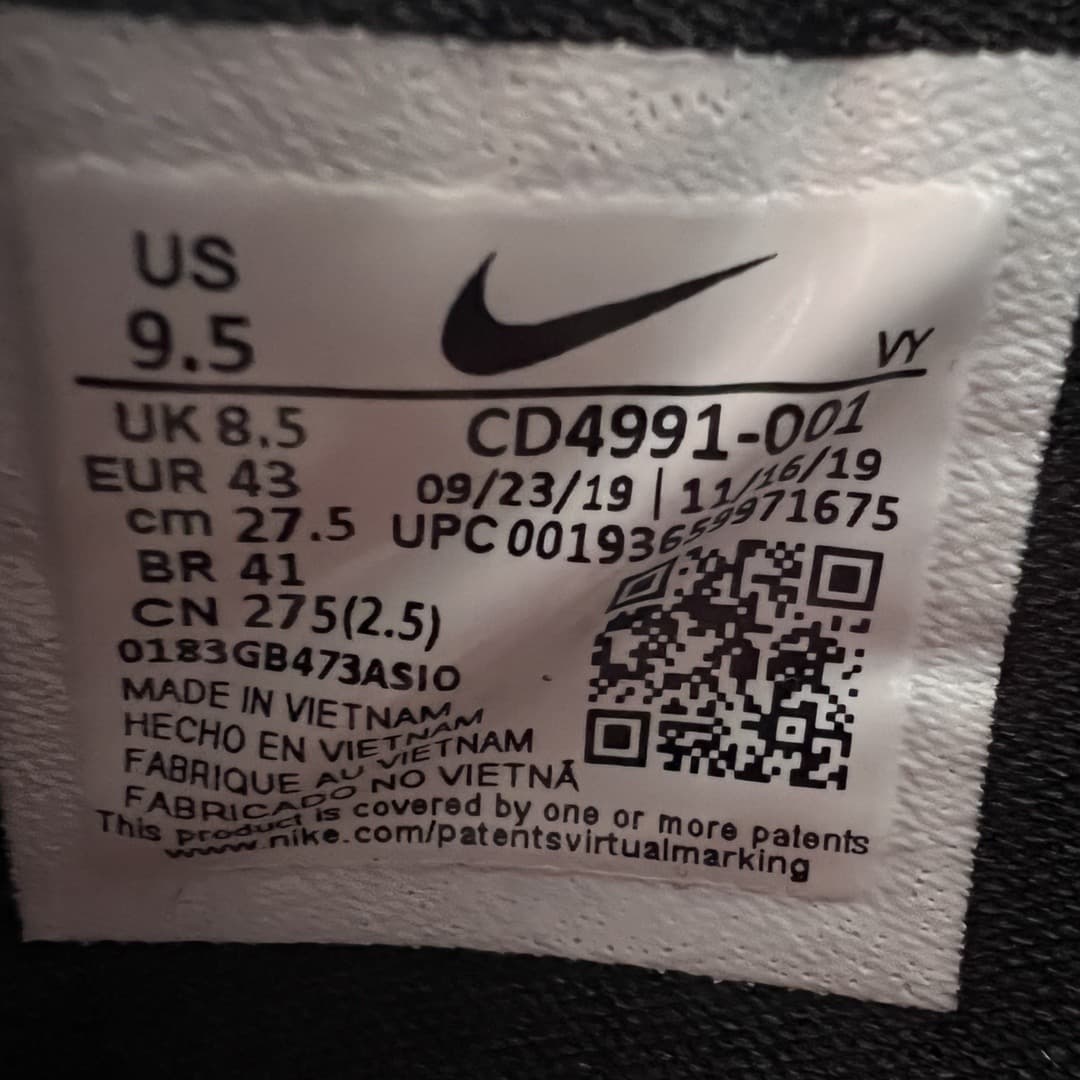 US
9.5
VY
UK 8.5
EUR 43
cm 27.5
BR 41
CN 275(2.5)
CD4991-001
09/23/19 | 11/16/19
UPC 00193659971675
0183GB473ASIO
MADE IN VIETNAM
HECHO EN VIETNAM
FABRIQUE AU VIETNAM
FABRICADO NO VIETNÃ
This product is covered by one or more patents
www.nike.com/patentsvirtualmarking